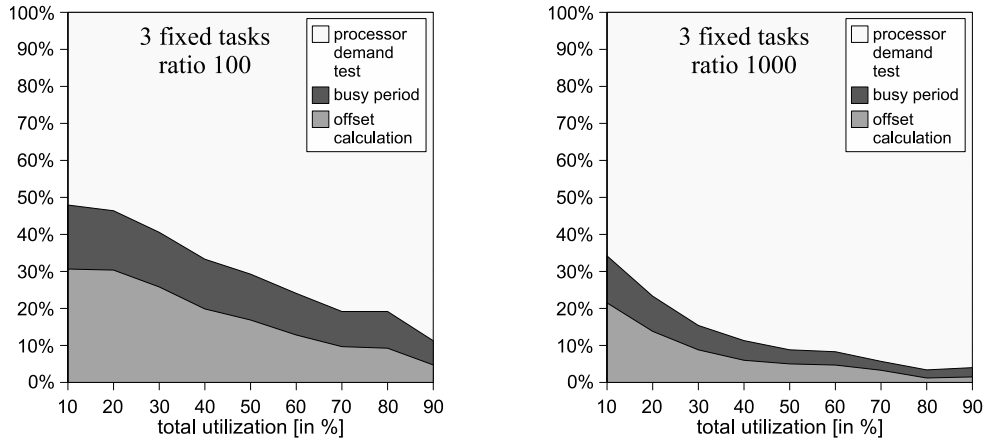 100%
90%
80%
70%
60%
50%
40%
30%
20%
10%
0%
3 fixed tasks
ratio 100
processor
demand
test
busy period
offset
calculation
10 20 30 40 50 60 70 80 90
total utilization [in %]
100%
90%
80%
70%
60%
50%
40%
30%
20%
10%
0%
3 fixed tasks
ratio 1000
processor
demand
test
busy period
offset
calculation
10 20 30 40 50 60 70 80 90
total utilization [in %]